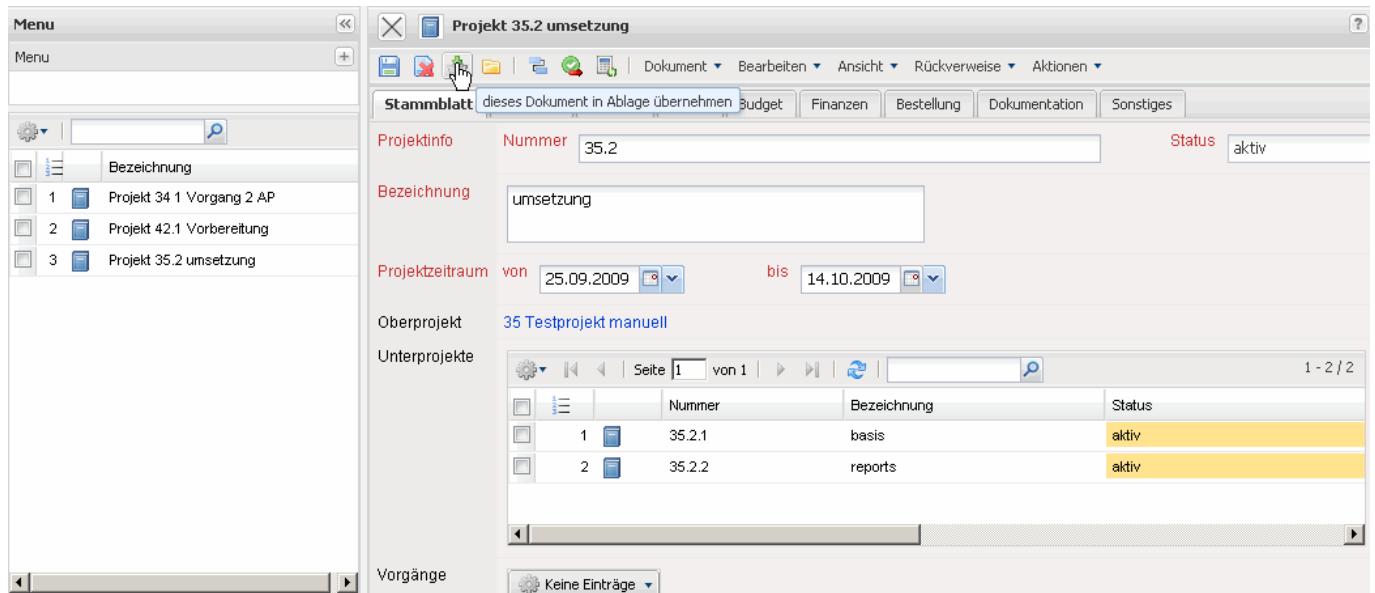 Menu
Menu
Bezeichnung
1 Projekt 34 1 Vorgang 2 AP
2 Projekt 42.1 Vorbereitung
3 Projekt 35.2 umsetzung
Projekt 35.2 umsetzung
?
Dokument Bearbeiten Ansicht Rückverweise Aktionen
Stammblatt Budget Finanzen Bestellung Dokumentation Sonstiges
dieses Dokument in Ablage übernehmen
Projektinfo Nummer 35.2 Status aktiv
Bezeichnung umsetzung
Projektzeitraum von 25.09.2009 bis 14.10.2009
Oberprojekt 35 Testprojekt manuell
Unterprojekte
Seite 1 von 1 1 - 2 / 2
Nummer Bezeichnung Status
1 35.2.1 basis aktiv
2 35.2.2 reports aktiv
Vorgänge Keine Einträge